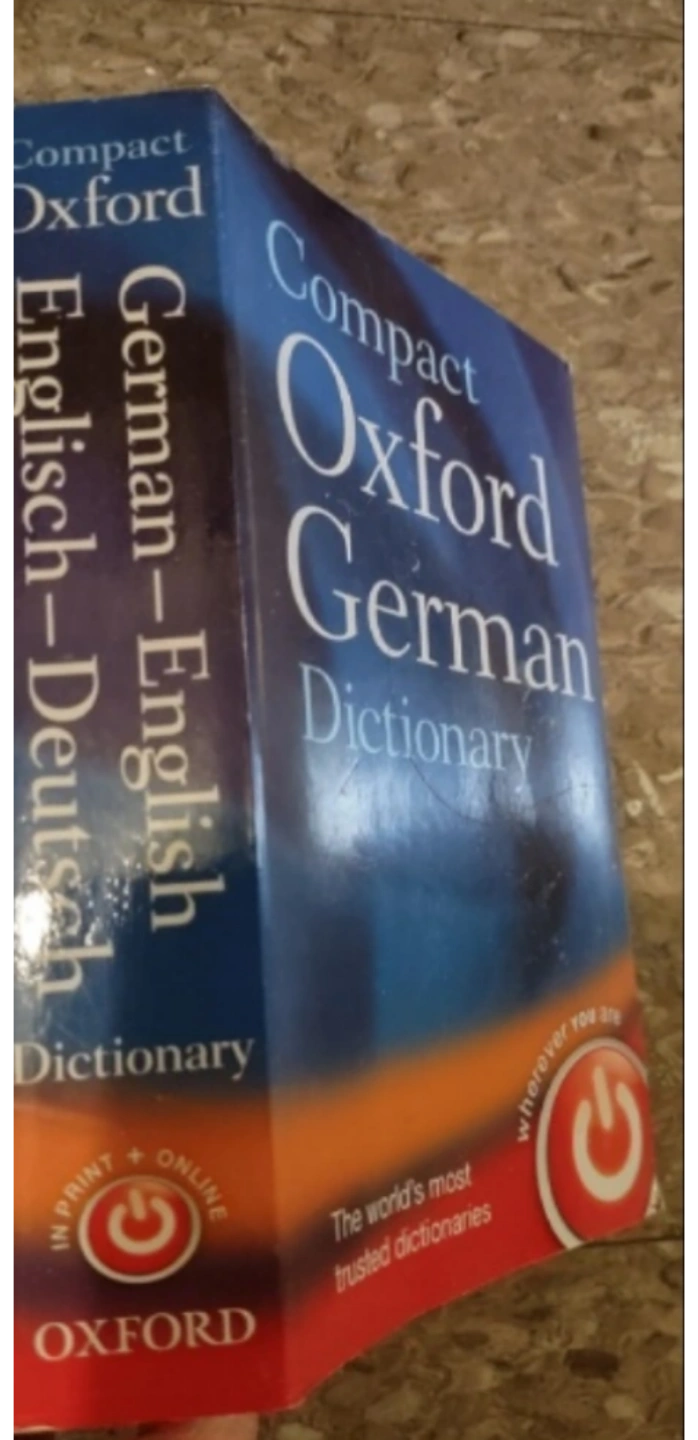 Compact
Oxford
German–English
Englisch–Deutsch
Dictionary
IN PRINT + ONLINE
OXFORD
Compact
Oxford
German
Dictionary
wherever YOU are
The world's most
trusted dictionaries